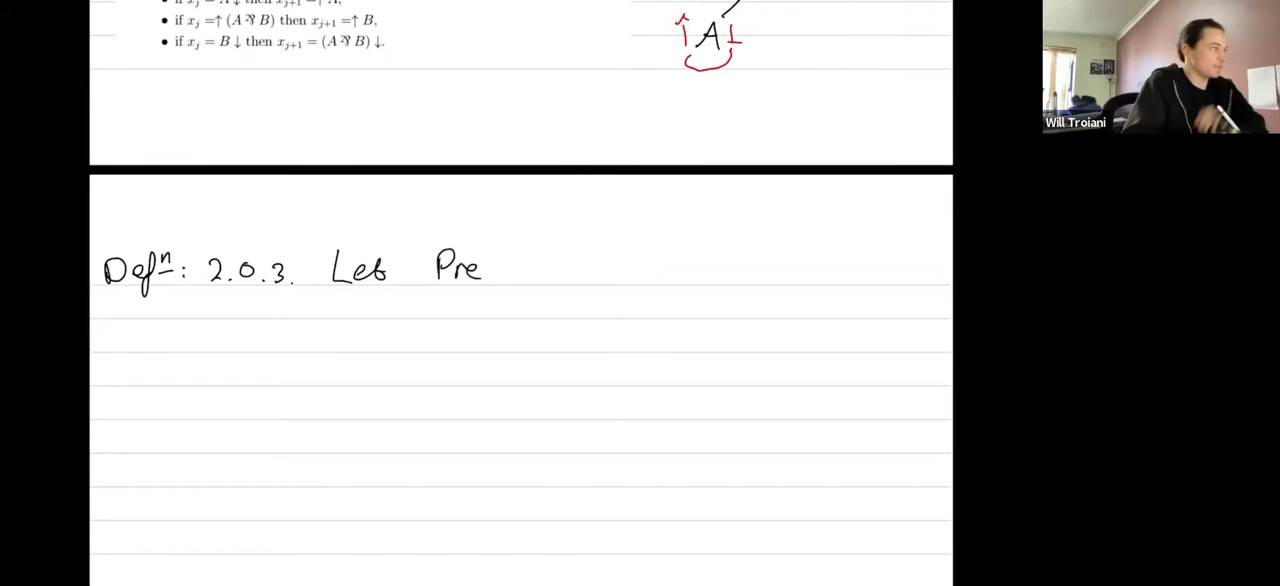 • if x_j =↑ (A ⅋ B) then x_{j+1} =↑ B,
• if x_j = B ↓ then x_{j+1} = (A ⅋ B) ↓.
↑ A ↓
Will Troiani
Defⁿ: 2.0.3. Let Pre